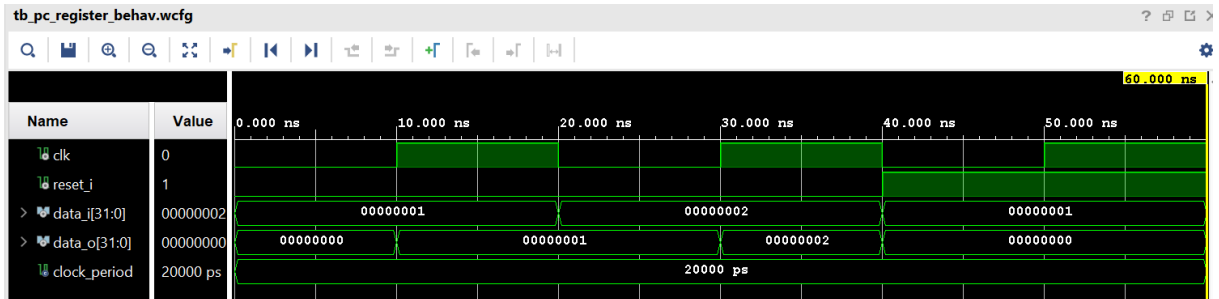 tb_pc_register_behav.wcfg
60.000 ns
Name Value 0.000 ns 10.000 ns 20.000 ns 30.000 ns 40.000 ns 50.000 ns
clk 0
reset_i 1
data_i[31:0] 00000002 00000001 00000002 00000001
data_o[31:0] 00000000 00000000 00000001 00000002 00000000
clock_period 20000 ps 20000 ps